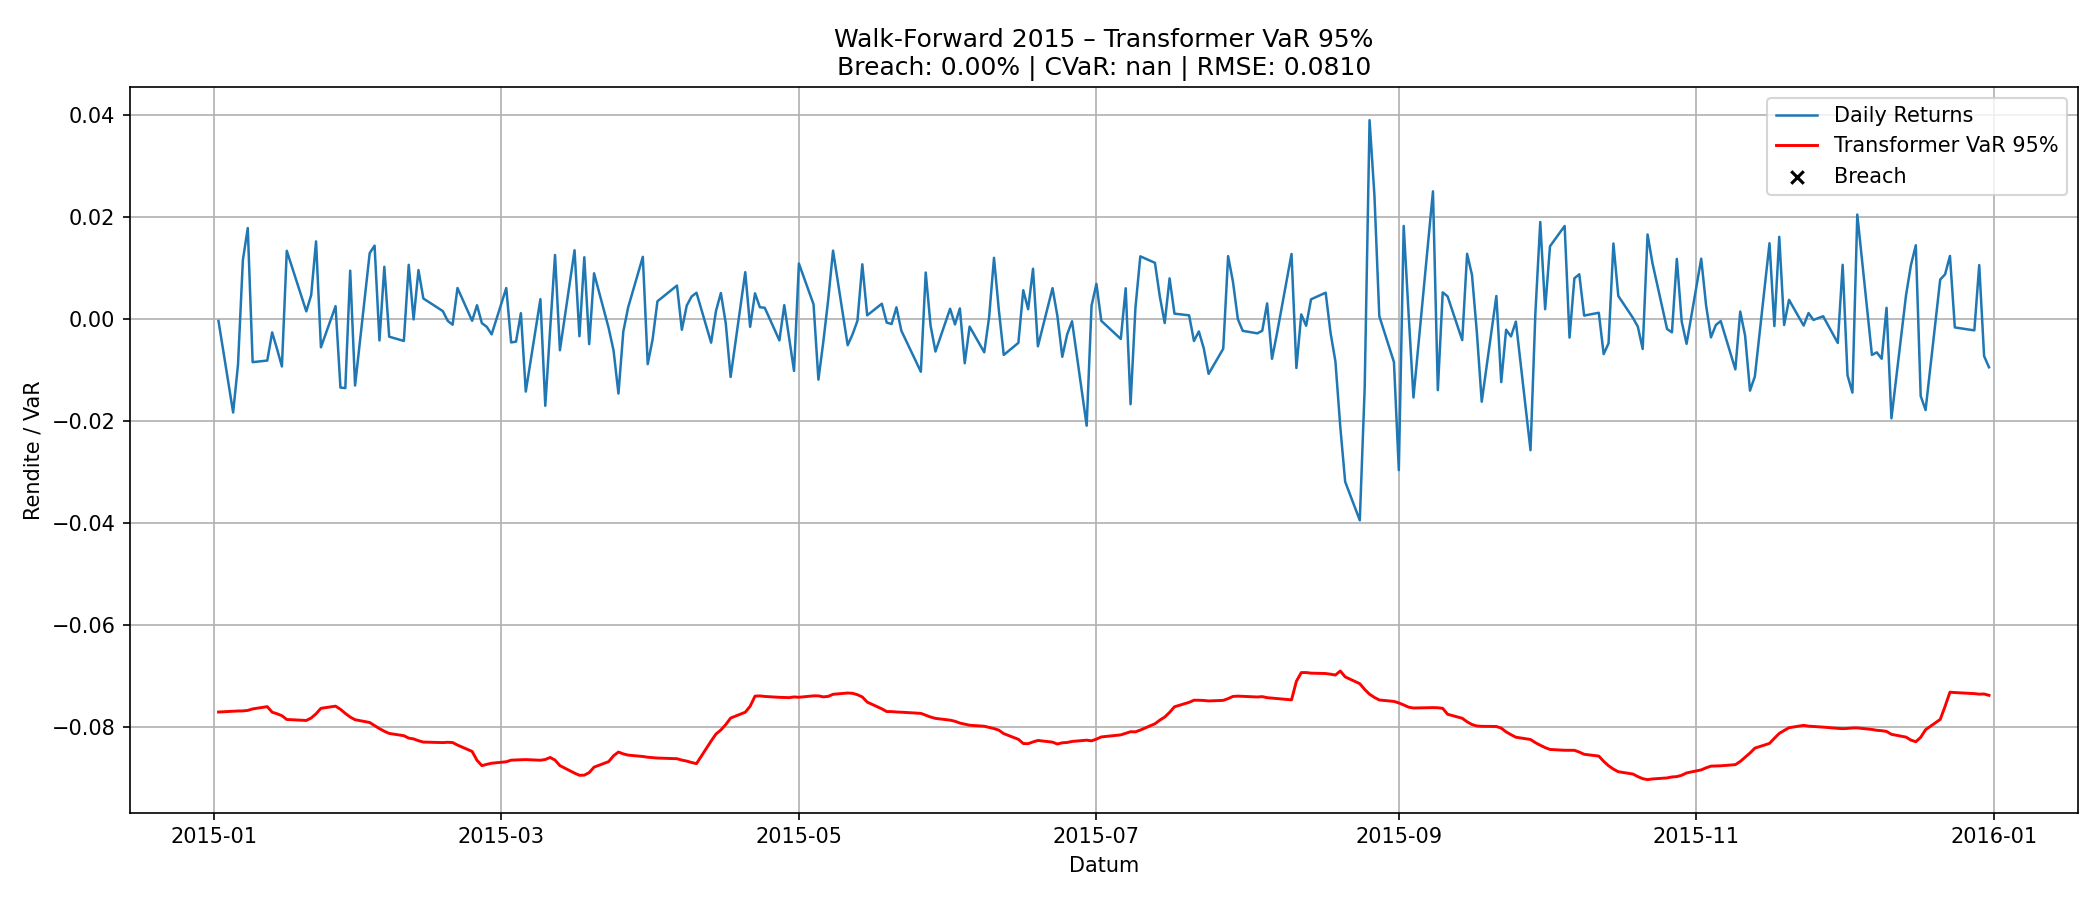 Walk-Forward 2015 – Transformer VaR 95%
Breach: 0.00% | CVaR: nan | RMSE: 0.0810
Daily Returns
Transformer VaR 95%
Breach
Rendite / VaR
0.04
0.02
0.00
−0.02
−0.04
−0.06
−0.08
2015-01
2015-03
2015-05
2015-07
2015-09
2015-11
2016-01
Datum